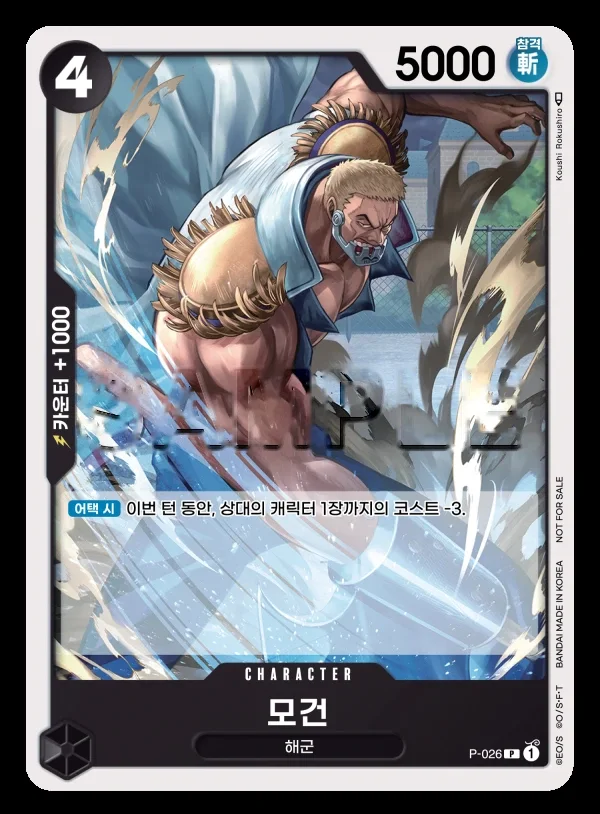 4
5000
참격
斬
Koushi Rokushiro
카운터 +1000
SAMPLE
어택 시 이번 턴 동안, 상대의 캐릭터 1장까지의 코스트 -3.
CHARACTER
모건
해군
P-026 P 1
©E.O/S ©O/S・F・T BANDAI MADE IN KOREA NOT FOR SALE